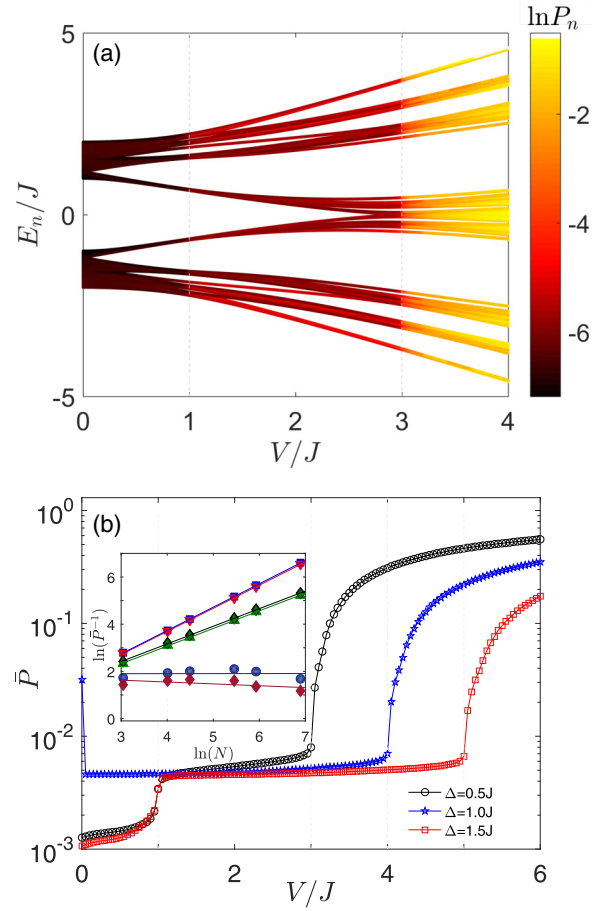 lnP_n
(a)
5
0
-5
E_n/J
0 1 2 3 4
V/J
-2
-4
-6
(b)
10^0
10^{-1}
10^{-2}
10^{-3}
P̄
ln(P̄^{-1})
6
4
2
0
3 4 5 6 7
ln(N)
Δ=0.5J
Δ=1.0J
Δ=1.5J
0 2 4 6
V/J